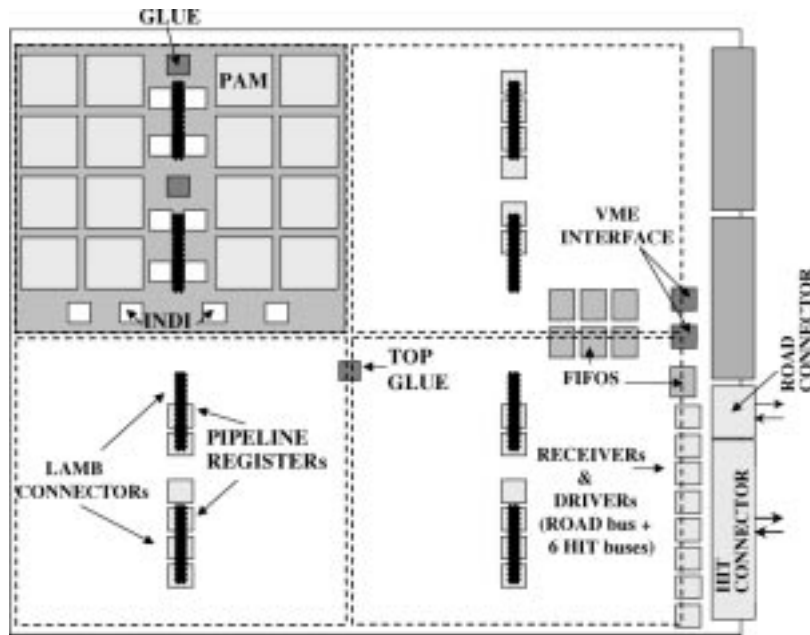 GLUE
PAM
VME
INTERFACE
INDI
TOP
GLUE
FIFOS
ROAD
CONNECTOR
PIPELINE
REGISTERs
LAMB
CONNECTORs
RECEIVERs
&
DRIVERs
(ROAD bus +
6 HIT buses)
HIT
CONNECTOR